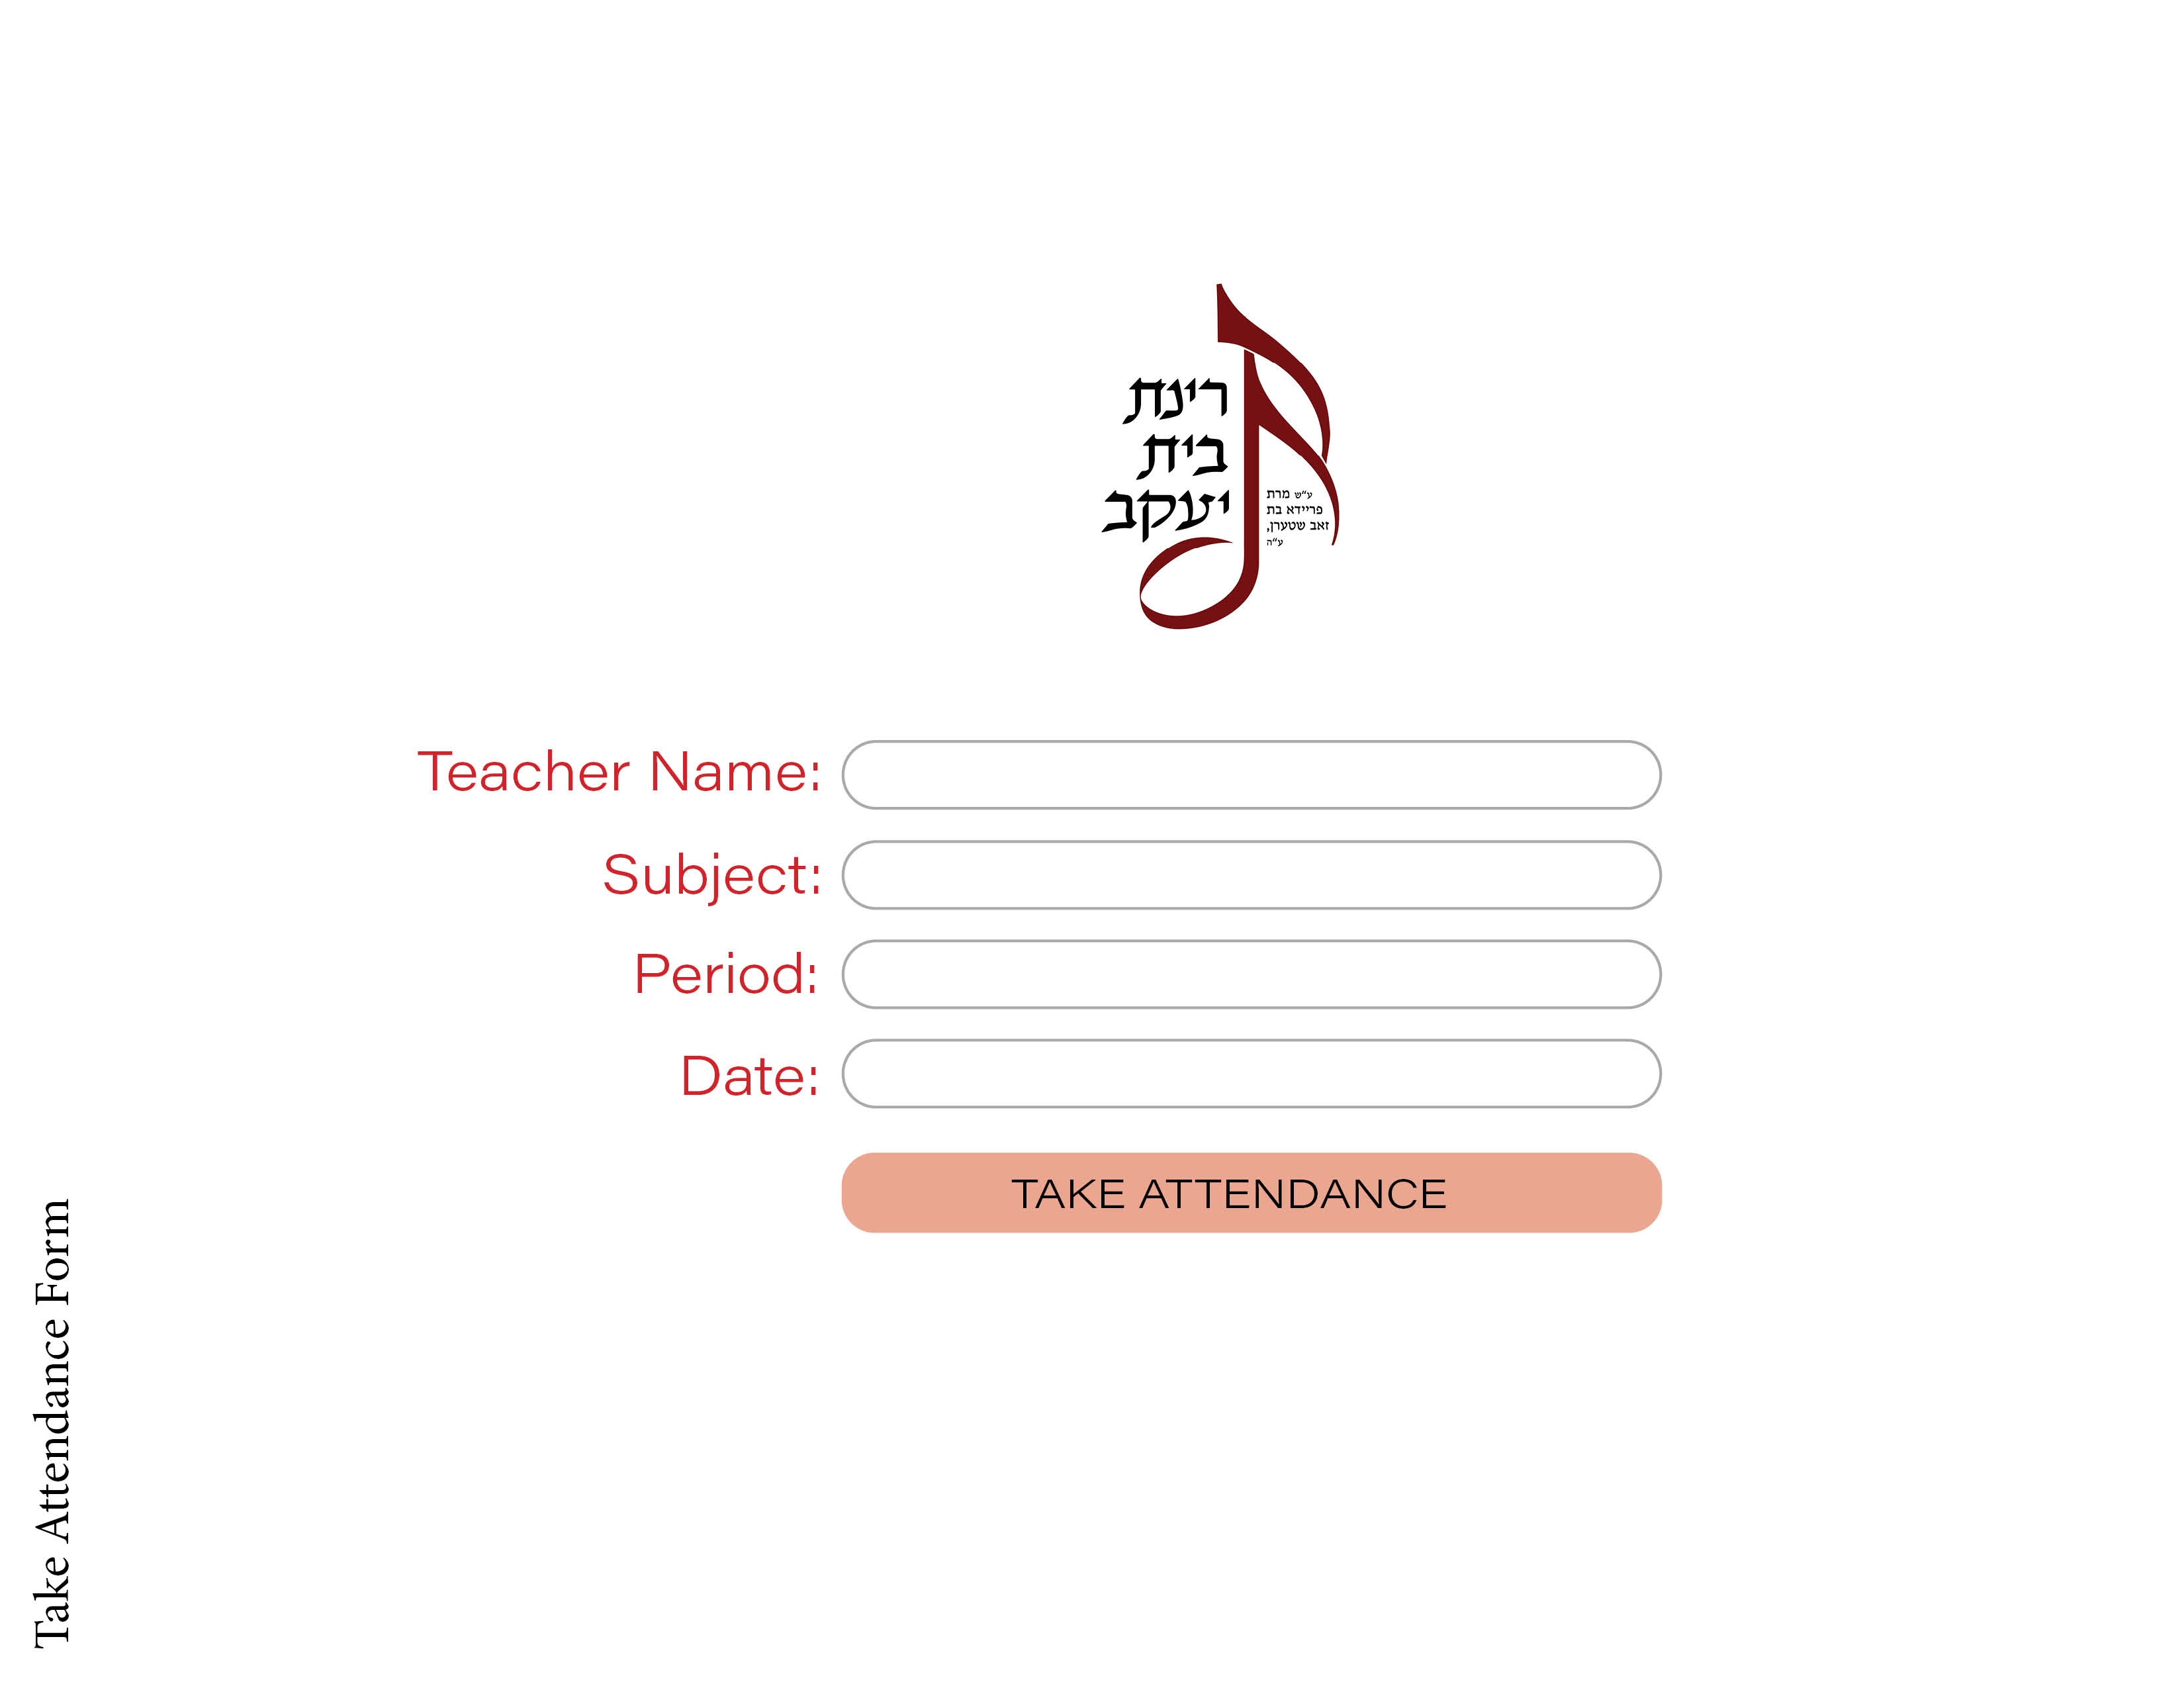 רינת
בית
יעקב
ע"ש מרת
פריידא בת
זאב שטערן,
ע"ה
Teacher Name:
Subject:
Period:
Date:
TAKE ATTENDANCE
Take Attendance Form